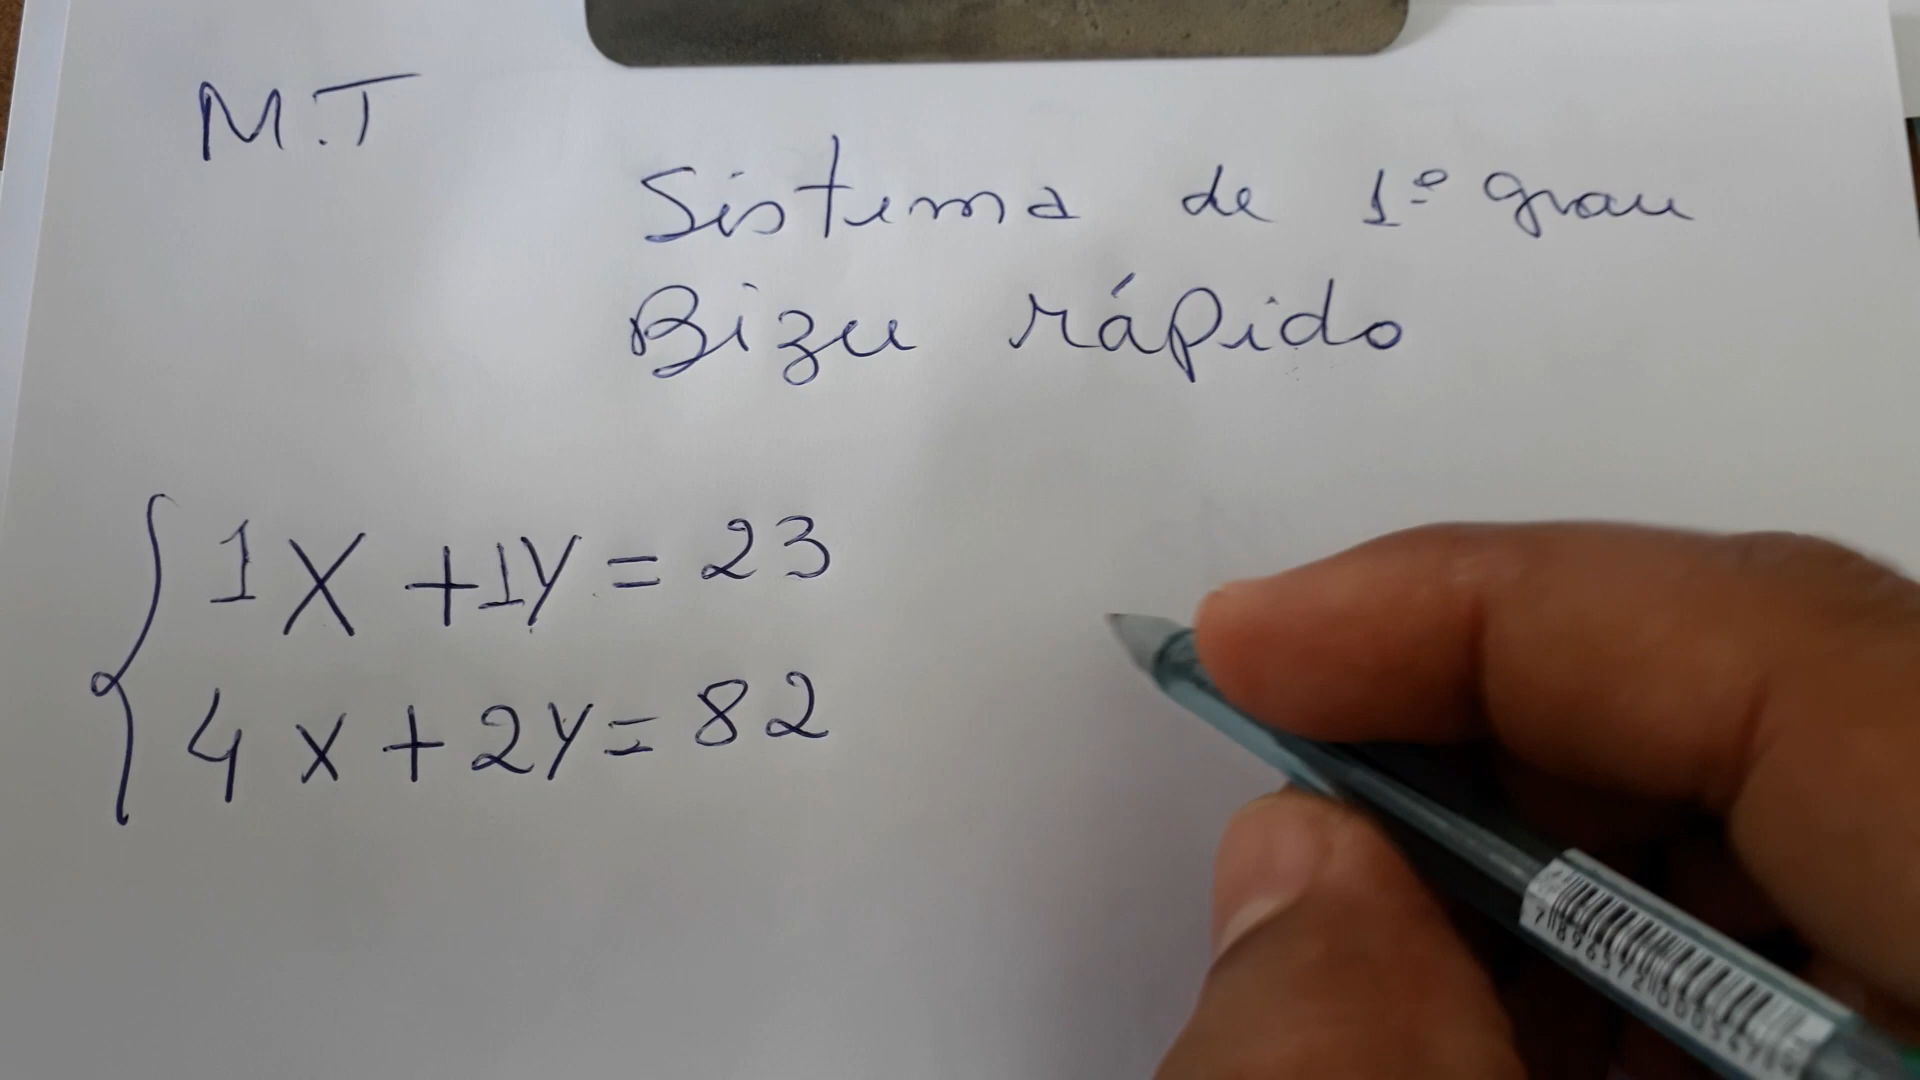 M.T
Sistema de 1º grau
Bizu rápido
1X + 1y = 23
4x + 2y = 82